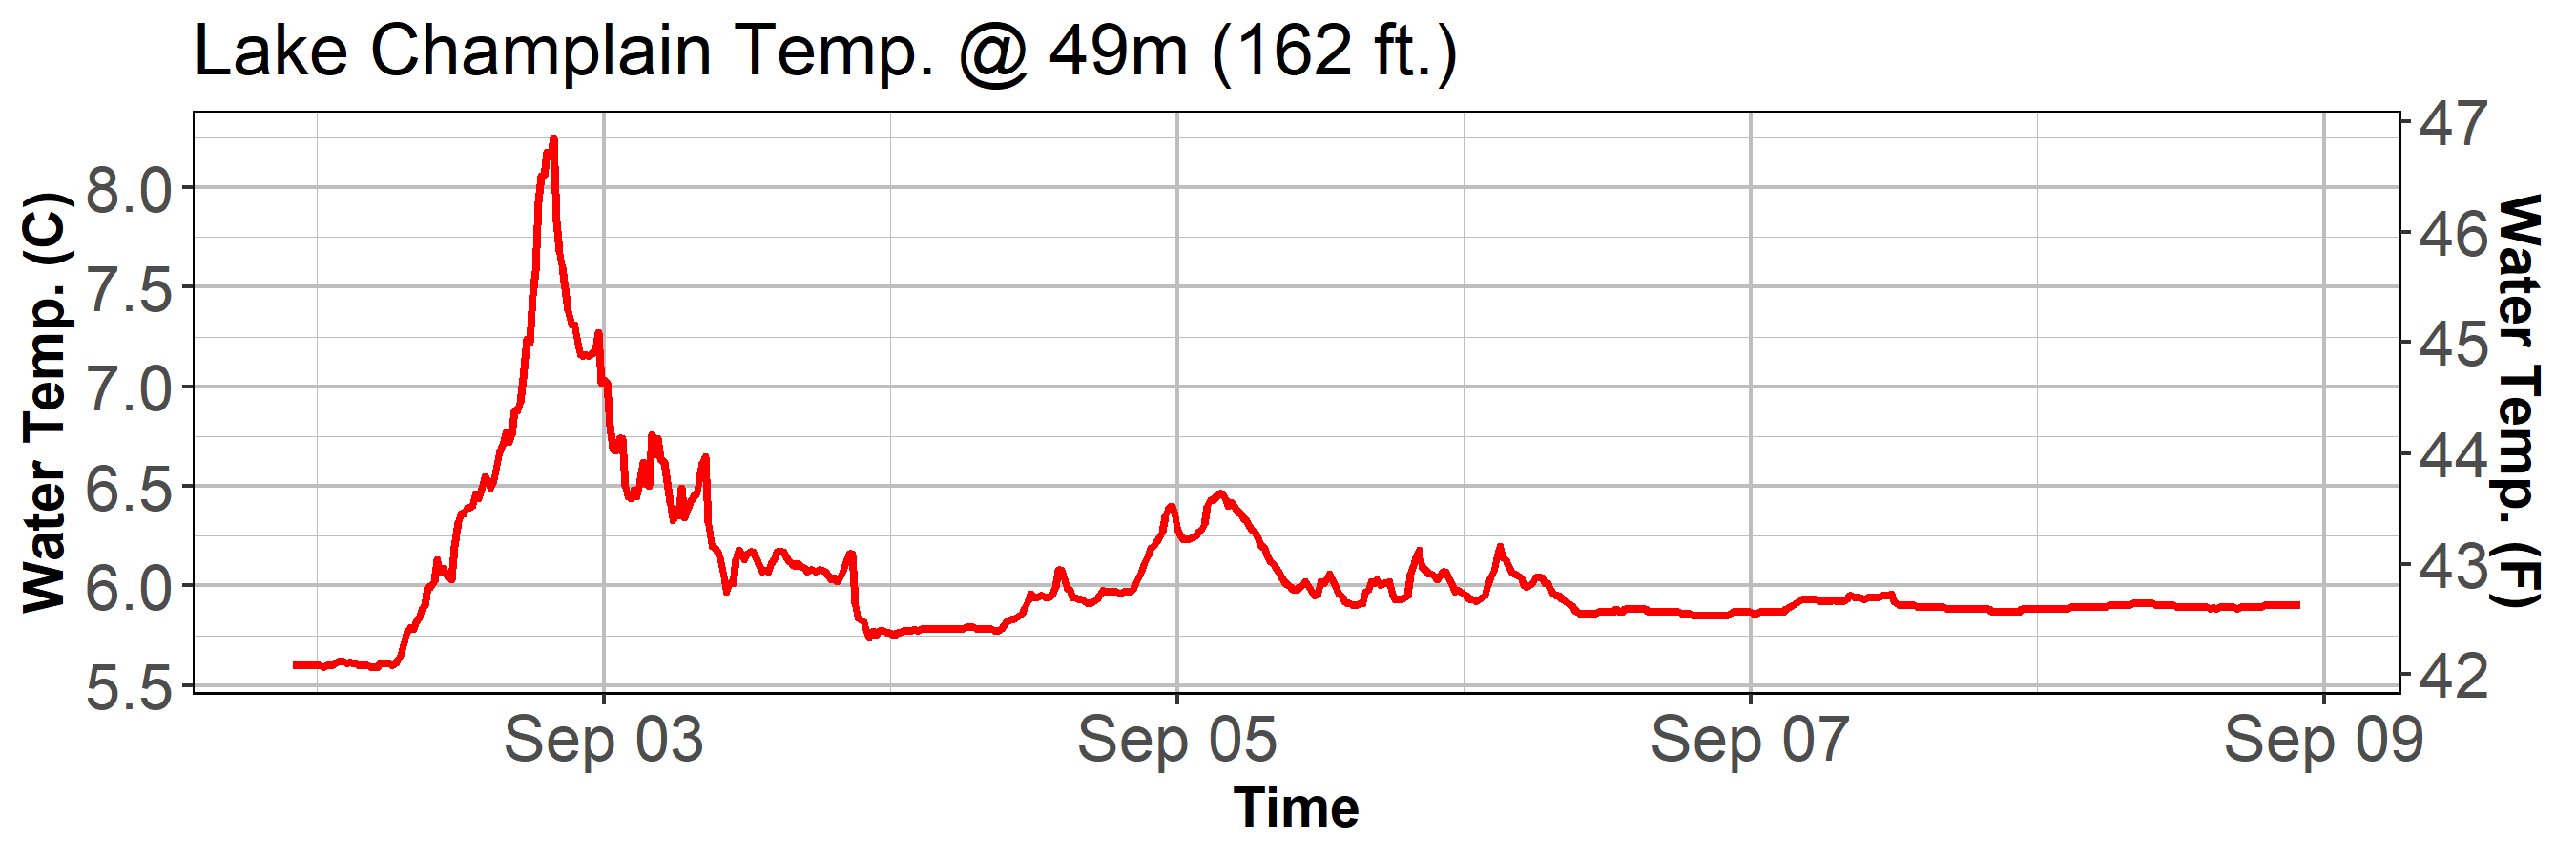 Lake Champlain Temp. @ 49m (162 ft.)
Water Temp. (C)
8.0
7.5
7.0
6.5
6.0
5.5
47
46
45
44
43
42
Water Temp. (F)
Sep 03 Sep 05 Sep 07 Sep 09
Time